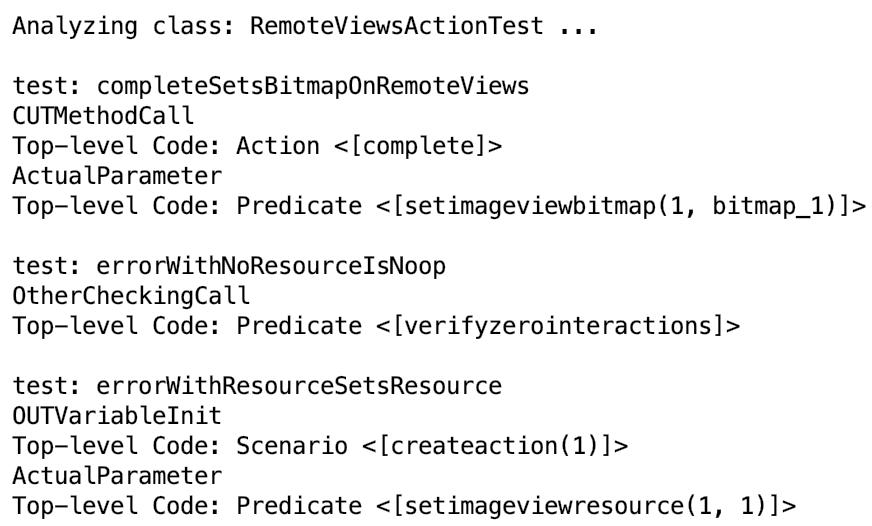 Analyzing class: RemoteViewsActionTest ...
test: completeSetsBitmapOnRemoteViews
CUTMethodCall
Top-level Code: Action <[complete]>
ActualParameter
Top-level Code: Predicate <[setimageviewbitmap(1, bitmap_1)]>
test: errorWithNoResourceIsNoop
OtherCheckingCall
Top-level Code: Predicate <[verifyzerointeractions]>
test: errorWithResourceSetsResource
OUTVariableInit
Top-level Code: Scenario <[createaction(1)]>
ActualParameter
Top-level Code: Predicate <[setimageviewresource(1, 1)]>